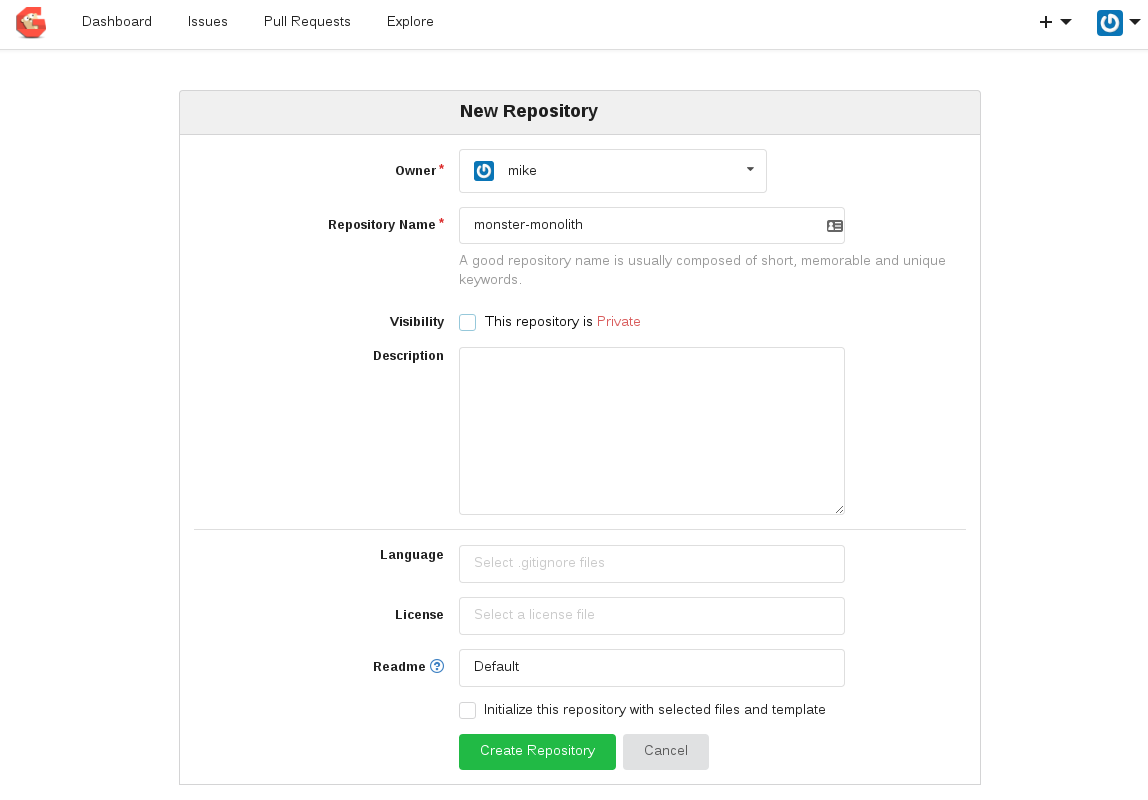 Dashboard Issues Pull Requests Explore
New Repository
Owner* mike
Repository Name* monster-monolith
A good repository name is usually composed of short, memorable and unique
keywords.
Visibility This repository is Private
Description
Language Select .gitignore files
License Select a license file
Readme Default
Initialize this repository with selected files and template
Create Repository Cancel